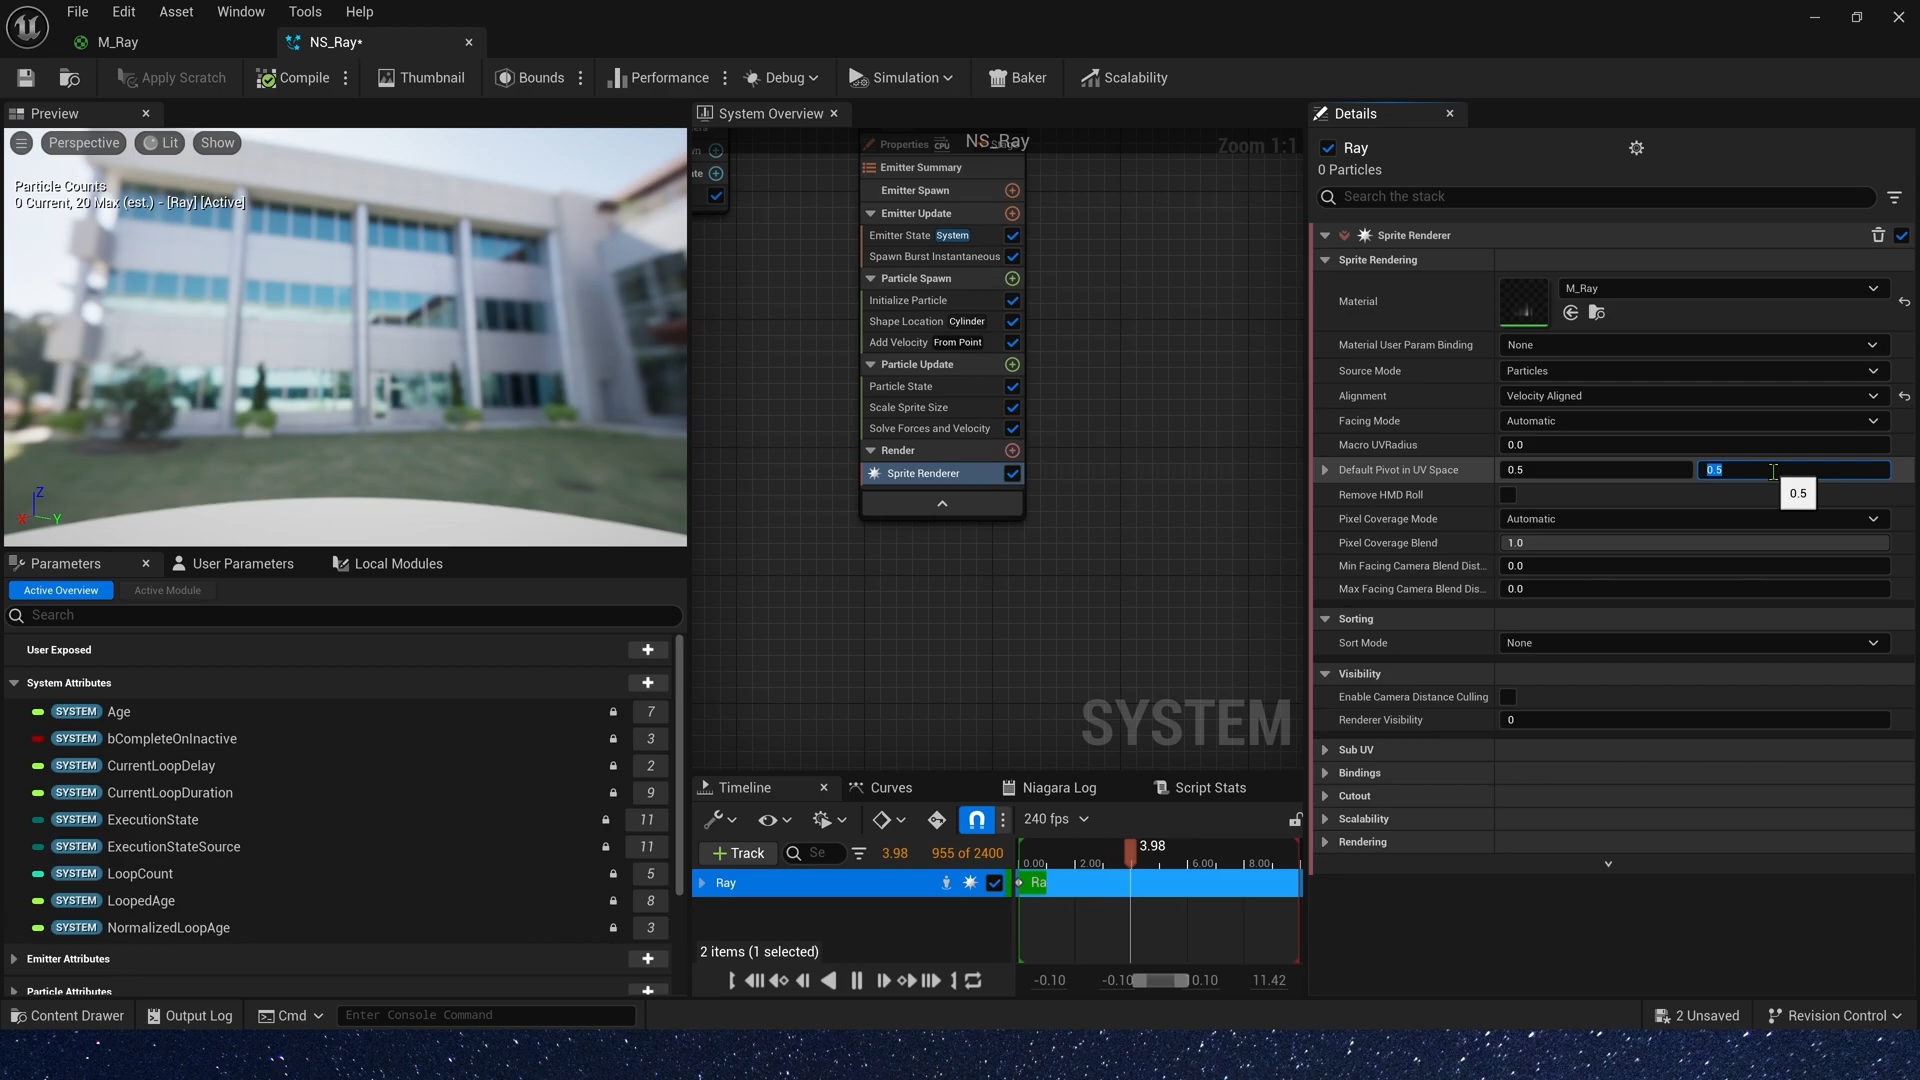 File Edit Asset Window Tools Help
M_Ray
NS_Ray*
Apply Scratch Compile Thumbnail Bounds Performance Debug Simulation Baker Scalability
Preview
Perspective Lit Show
Particle Counts
0 Current, 20 Max (est.) - [Ray] [Active]
Z
X Y
Parameters User Parameters Local Modules
Active Overview Active Module
Search
User Exposed
System Attributes
SYSTEM Age 7
SYSTEM bCompleteOnInactive 3
SYSTEM CurrentLoopDelay 2
SYSTEM CurrentLoopDuration 9
SYSTEM ExecutionState 11
SYSTEM ExecutionStateSource 11
SYSTEM LoopCount 5
SYSTEM LoopedAge 8
SYSTEM NormalizedLoopAge 3
Emitter Attributes
Particle Attributes
System Overview
NS_Ray
Zoom 1:1
Properties CPU
Emitter Summary
Emitter Spawn
Emitter Update
Emitter State System
Spawn Burst Instantaneous
Particle Spawn
Initialize Particle
Shape Location Cylinder
Add Velocity From Point
Particle Update
Particle State
Scale Sprite Size
Solve Forces and Velocity
Render
Sprite Renderer
SYSTEM
Timeline Curves Niagara Log Script Stats
240 fps
Track Se 3.98 955 of 2400
3.98
0.00 2.00 6.00 8.00
Ray Ra
2 items (1 selected)
-0.10 -0.10 10.10 11.42
Details
Ray
0 Particles
Search the stack
Sprite Renderer
Sprite Rendering
Material M_Ray
Material User Param Binding None
Source Mode Particles
Alignment Velocity Aligned
Facing Mode Automatic
Macro UVRadius 0.0
Default Pivot in UV Space 0.5 0.5
0.5
Remove HMD Roll
Pixel Coverage Mode Automatic
Pixel Coverage Blend 1.0
Min Facing Camera Blend Dist... 0.0
Max Facing Camera Blend Dis... 0.0
Sorting
Sort Mode None
Visibility
Enable Camera Distance Culling
Renderer Visibility 0
Sub UV
Bindings
Cutout
Scalability
Rendering
Content Drawer Output Log Cmd Enter Console Command 2 Unsaved Revision Control